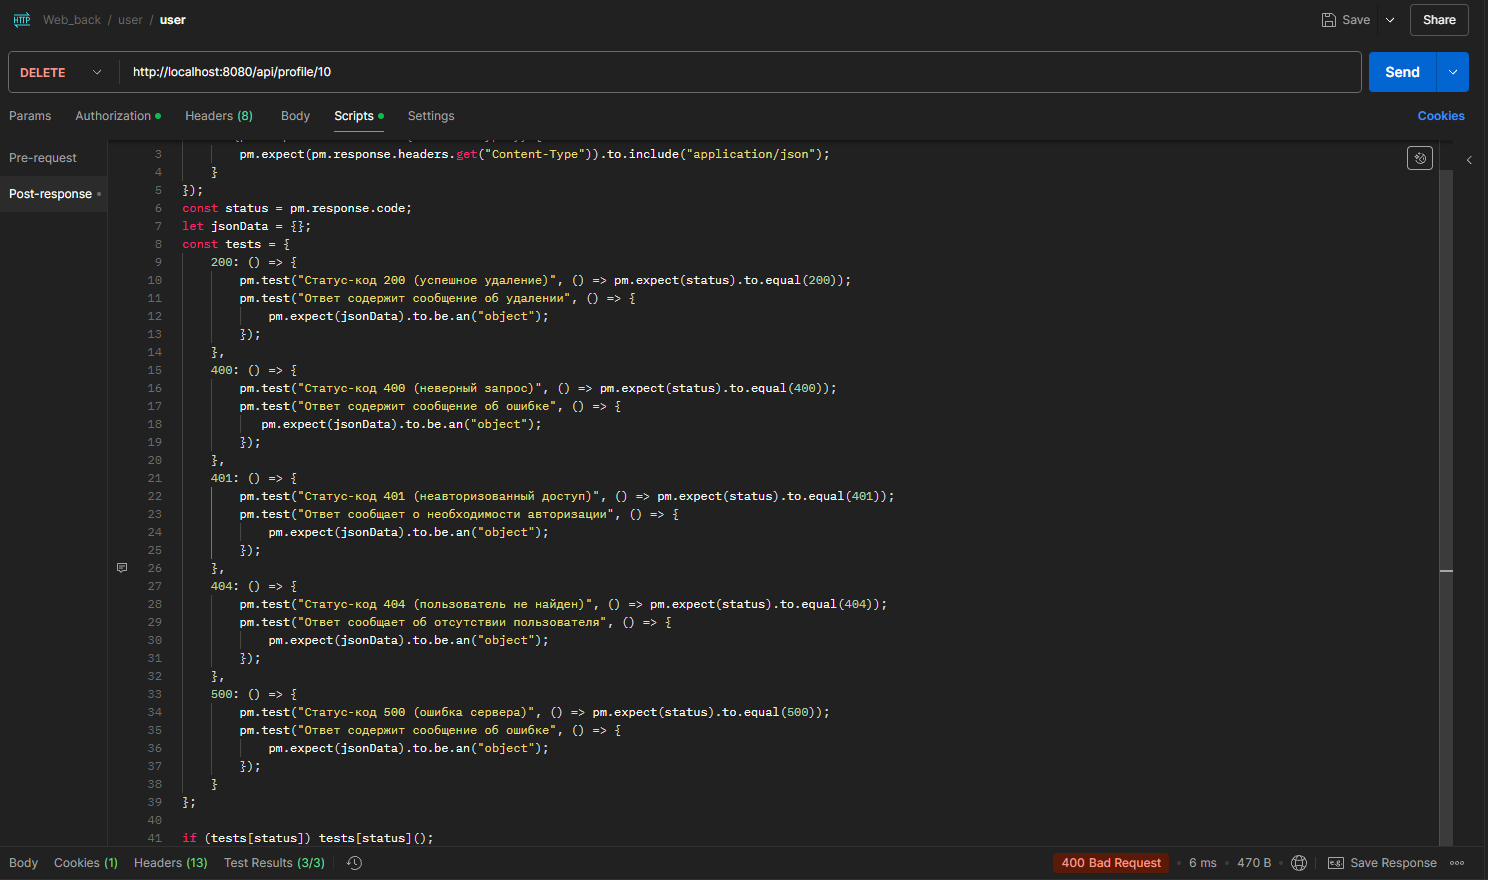 HTTP Web_back / user / user Save Share
DELETE http://localhost:8080/api/profile/10 Send
Params Authorization Headers (8) Body Scripts Settings Cookies
Pre-request
Post-response
3 pm.expect(pm.response.headers.get("Content-Type")).to.include("application/json");
4 }
5 });
6 const status = pm.response.code;
7 let jsonData = {};
8 const tests = {
9 200: () => {
10 pm.test("Статус-код 200 (успешное удаление)", () => pm.expect(status).to.equal(200));
11 pm.test("Ответ содержит сообщение об удалении", () => {
12 pm.expect(jsonData).to.be.an("object");
13 });
14 },
15 400: () => {
16 pm.test("Статус-код 400 (неверный запрос)", () => pm.expect(status).to.equal(400));
17 pm.test("Ответ содержит сообщение об ошибке", () => {
18 pm.expect(jsonData).to.be.an("object");
19 });
20 },
21 401: () => {
22 pm.test("Статус-код 401 (неавторизованный доступ)", () => pm.expect(status).to.equal(401));
23 pm.test("Ответ сообщает о необходимости авторизации", () => {
24 pm.expect(jsonData).to.be.an("object");
25 });
26 },
27 404: () => {
28 pm.test("Статус-код 404 (пользователь не найден)", () => pm.expect(status).to.equal(404));
29 pm.test("Ответ сообщает об отсутствии пользователя", () => {
30 pm.expect(jsonData).to.be.an("object");
31 });
32 },
33 500: () => {
34 pm.test("Статус-код 500 (ошибка сервера)", () => pm.expect(status).to.equal(500));
35 pm.test("Ответ содержит сообщение об ошибке", () => {
36 pm.expect(jsonData).to.be.an("object");
37 });
38 }
39 };
40
41 if (tests[status]) tests[status]();
Body Cookies (1) Headers (13) Test Results (3/3) 400 Bad Request 6 ms 470 B e.g. Save Response